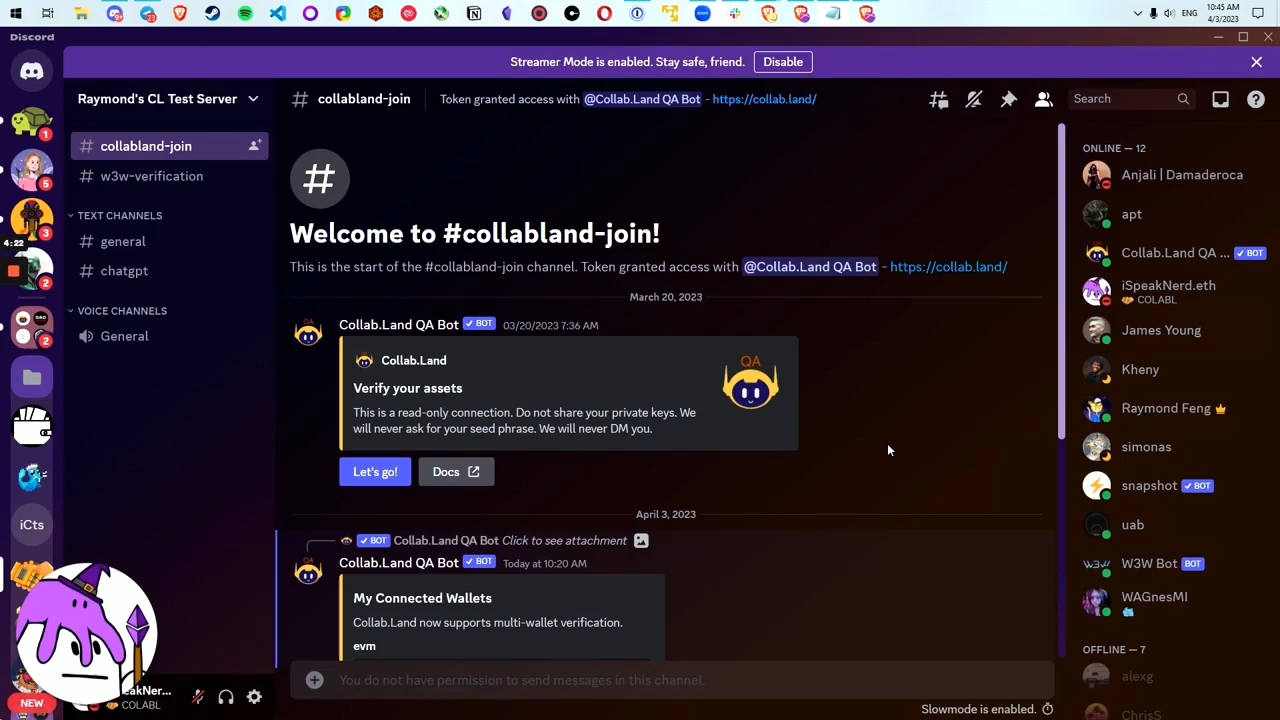 ENG
10:45 AM
4/3/2023
Discord
Streamer Mode is enabled. Stay safe, friend.
Disable
Raymond's CL Test Server
collabland-join
Token granted access with @Collab.Land QA Bot - https://collab.land/
Search
collabland-join
w3w-verification
TEXT CHANNELS
general
chatgpt
VOICE CHANNELS
General
1
5
3
4:22
2
2
iCts
NEW
eakNer...
COLABL
#
Welcome to #collabland-join!
This is the start of the #collabland-join channel. Token granted access with @Collab.Land QA Bot - https://collab.land/
March 20, 2023
Collab.Land QA Bot BOT 03/20/2023 7:36 AM
Collab.Land
QA
Verify your assets
This is a read-only connection. Do not share your private keys. We
will never ask for your seed phrase. We will never DM you.
Let's go!
Docs
April 3, 2023
BOT Collab.Land QA Bot Click to see attachment
Collab.Land QA Bot BOT Today at 10:20 AM
My Connected Wallets
Collab.Land now supports multi-wallet verification.
evm
You do not have permission to send messages in this channel.
Slowmode is enabled.
ONLINE — 12
Anjali | Damaderoca
apt
Collab.Land QA ... BOT
iSpeakNerd.eth
COLABL
James Young
Kheny
Raymond Feng
simonas
snapshot BOT
uab
W3W Bot BOT
WAGnesMI
OFFLINE — 7
alexg
ChrisS